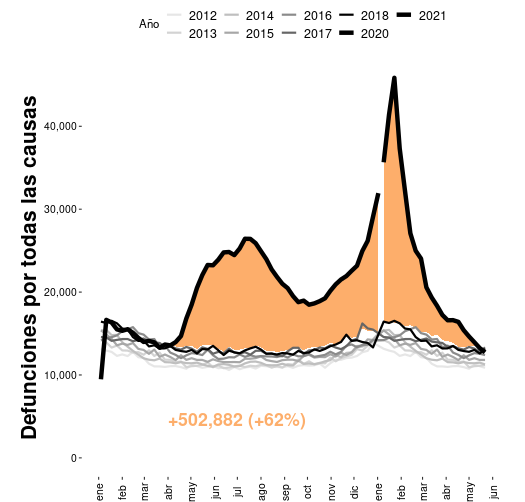 Año
2012 2014 2016 2018 2021
2013 2015 2017 2020
Defunciones por todas las causas
40,000
30,000
20,000
10,000
0
+502,882 (+62%)
ene feb mar abr may jun jul ago sep oct nov dic ene feb mar abr may jun